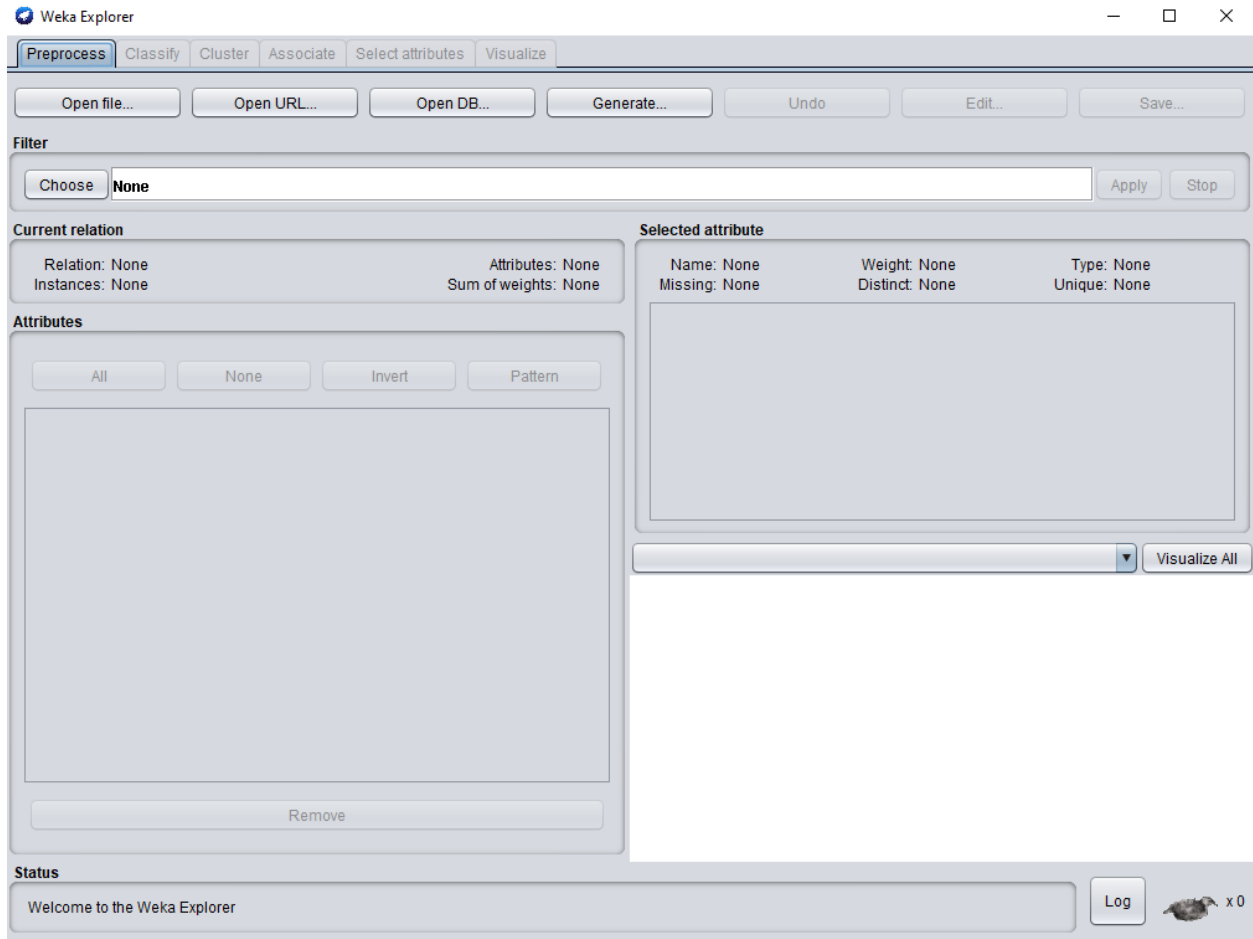 Weka Explorer
Preprocess Classify Cluster Associate Select attributes Visualize
Open file... Open URL... Open DB... Generate... Undo Edit... Save...
Filter
Choose None Apply Stop
Current relation
Relation: None Attributes: None
Instances: None Sum of weights: None
Selected attribute
Name: None Weight: None Type: None
Missing: None Distinct: None Unique: None
Attributes
All None Invert Pattern
Remove
Visualize All
Status
Welcome to the Weka Explorer
Log x 0